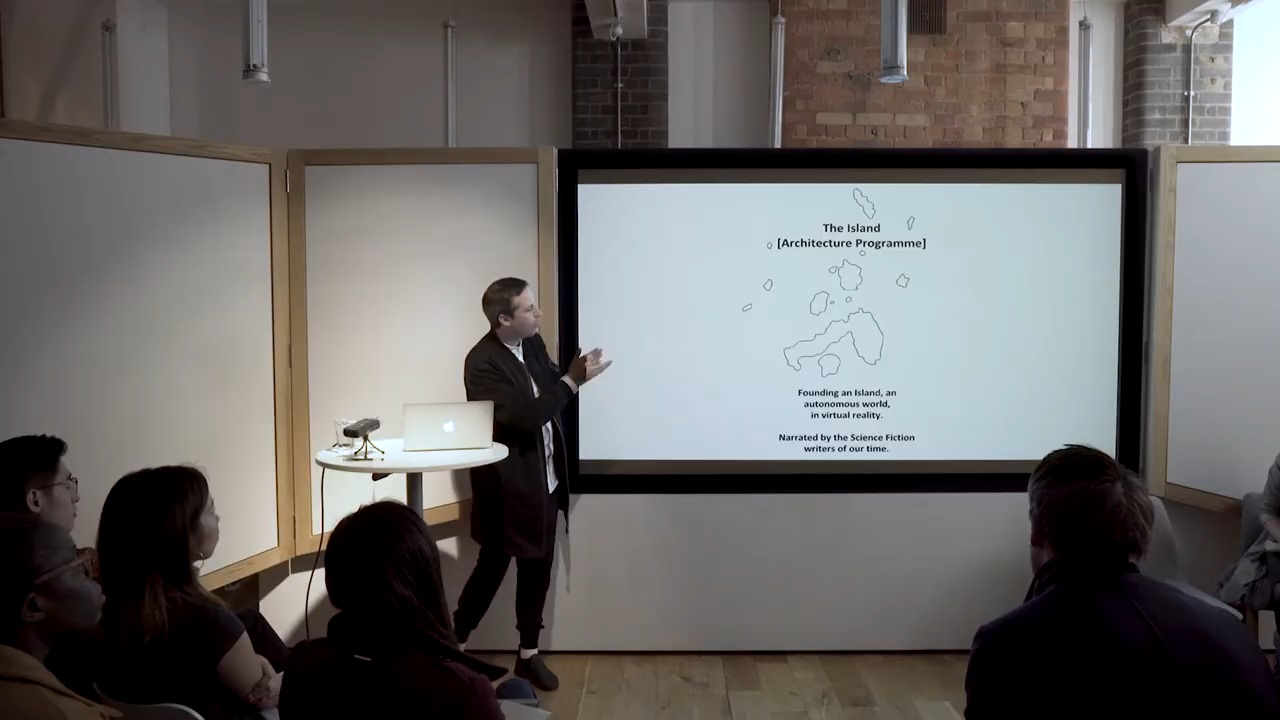 The Island
[Architecture Programme]
Founding an Island, an
autonomous world,
in virtual reality.
Narrated by the Science Fiction
writers of our time.